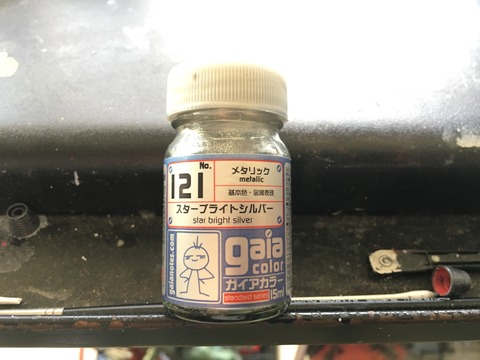 No.
121
メタリック
metallic
基本色・金属表現
スターブライトシルバー
star bright silver
gaianotes.com
gaia
color
ガイアカラー
standard series
15ml